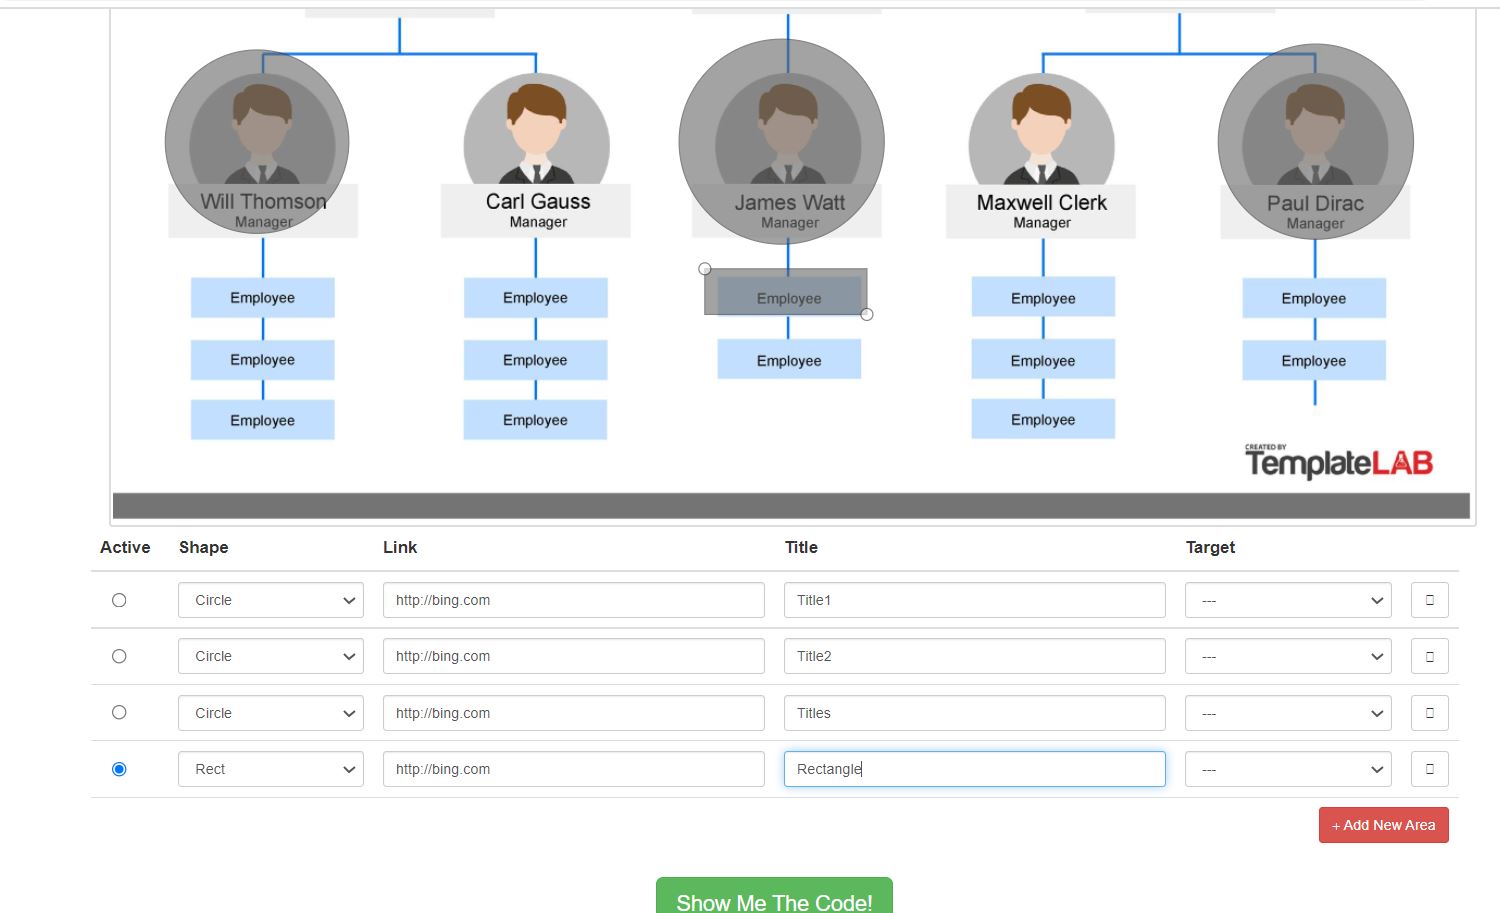 Will Thomson
Manager
Carl Gauss
Manager
James Watt
Manager
Maxwell Clerk
Manager
Paul Dirac
Manager
Employee
Employee
Employee
Employee
Employee
Employee
Employee
Employee
Employee
Employee
Employee
Employee
Employee
CREATED BY
TemplateLAB
Active Shape Link Title Target
Circle http://bing.com Title1 ---
Circle http://bing.com Title2 ---
Circle http://bing.com Titles ---
Rect http://bing.com Rectangle ---
+ Add New Area
Show Me The Code!